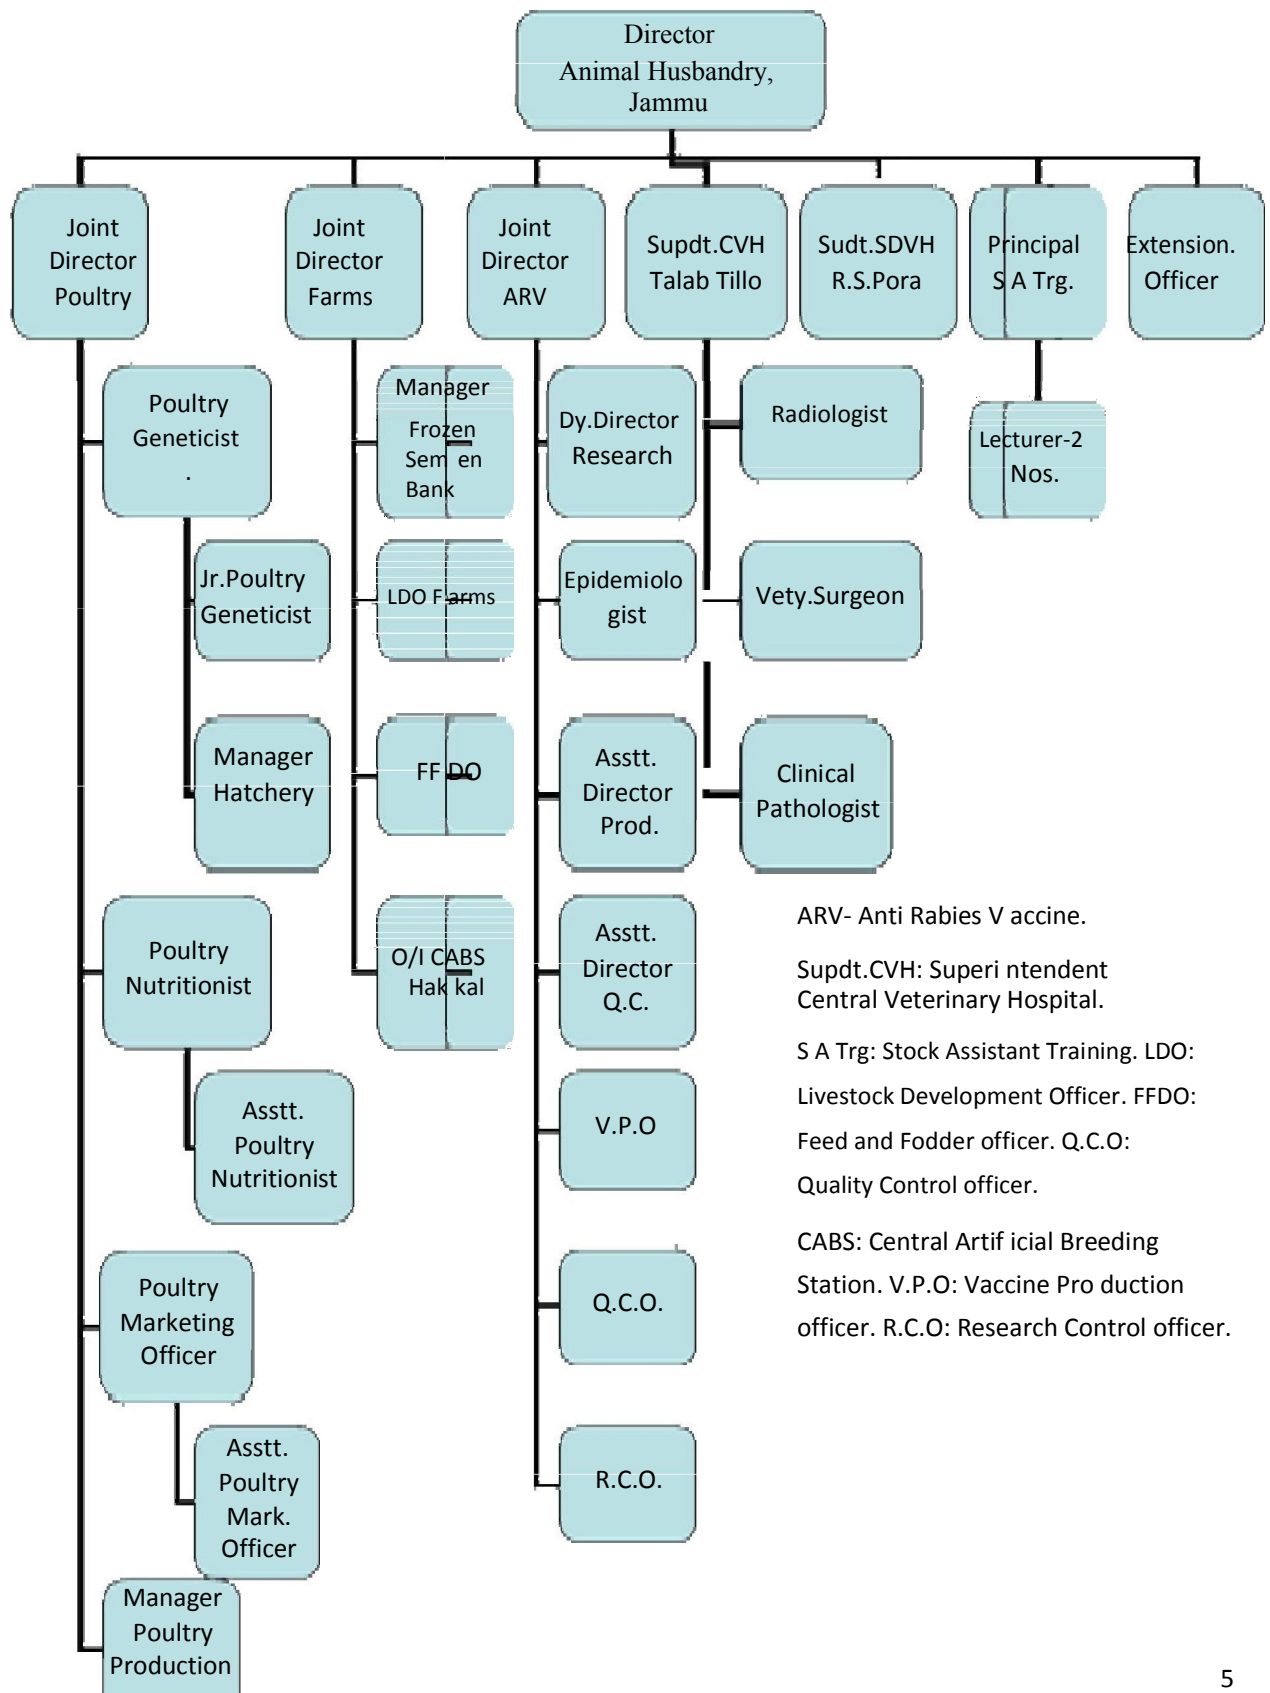 Director
Animal Husbandry,
Jammu
Joint
Director
Poultry
Joint
Director
Farms
Joint
Director
ARV
Supdt.CVH
Talab Tillo
Sudt.SDVH
R.S.Pora
Principal
S A Trg.
Extension.
Officer
Poultry
Geneticist
.
Manager
Frozen
Sem en
Bank
Dy.Director
Research
Radiologist
Lecturer-2
Nos.
Jr.Poultry
Geneticist
LDO F arms
Epidemiolo
gist
Vety.Surgeon
Manager
Hatchery
FF DO
Asstt.
Director
Prod.
Clinical
Pathologist
Poultry
Nutritionist
O/I CABS
Hak kal
Asstt.
Director
Q.C.
Asstt.
Poultry
Nutritionist
V.P.O
Poultry
Marketing
Officer
Q.C.O.
Asstt.
Poultry
Mark.
Officer
R.C.O.
Manager
Poultry
Production
ARV- Anti Rabies V accine.
Supdt.CVH: Superi ntendent
Central Veterinary Hospital.
S A Trg: Stock Assistant Training. LDO:
Livestock Development Officer. FFDO:
Feed and Fodder officer. Q.C.O:
Quality Control officer.
CABS: Central Artif icial Breeding
Station. V.P.O: Vaccine Pro duction
officer. R.C.O: Research Control officer.
5